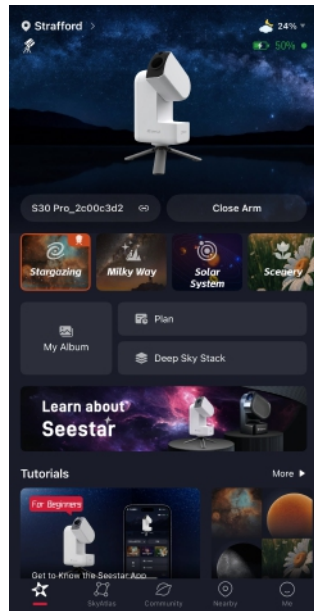 Strafford
24%
50%
S30 Pro_2c00c3d2
Close Arm
Stargazing
Milky Way
Solar
System
Scenery
My Album
Plan
Deep Sky Stack
Learn about
Seestar
Tutorials
More
For Beginners
Get to Know the Seestar App
SkyAtlas
Community
Nearby
Me